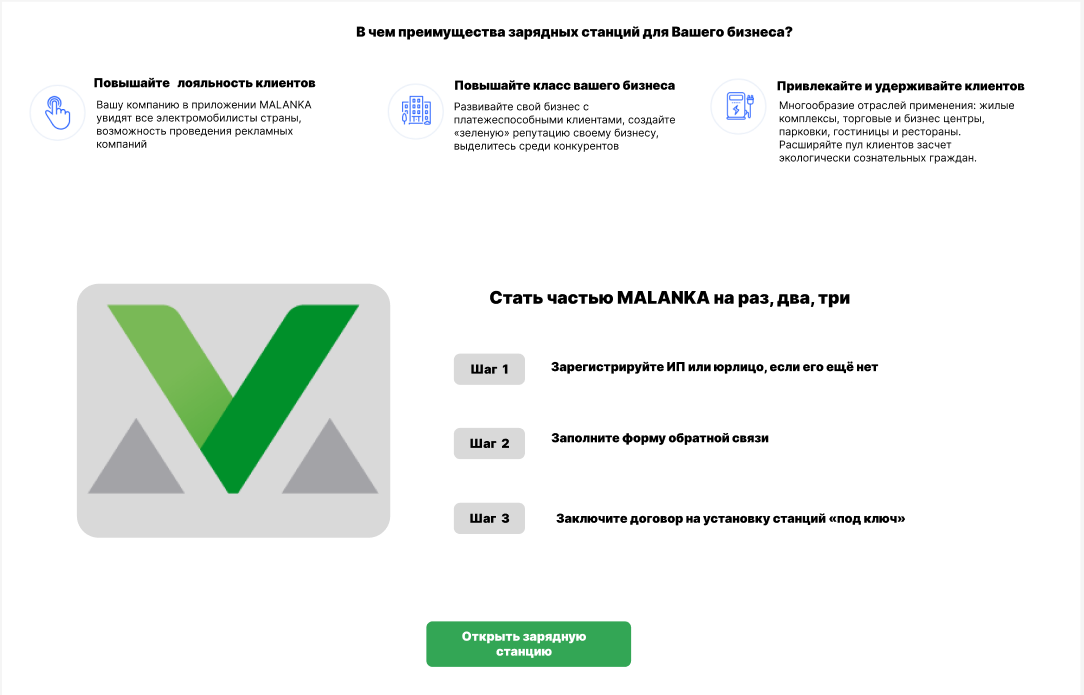 В чем преимущества зарядных станций для Вашего бизнеса?
Повышайте лояльность клиентов
Вашу компанию в приложении MALANKA
увидят все электромобилисты страны,
возможность проведения рекламных
компаний
Повышайте класс вашего бизнеса
Развивайте свой бизнес с
платежеспособными клиентами, создайте
«зеленую» репутацию своему бизнесу,
выделитесь среди конкурентов
Привлекайте и удерживайте клиентов
Многообразие отраслей применения: жилые
комплексы, торговые и бизнес центры,
парковки, гостиницы и рестораны.
Расширяйте пул клиентов засчет
экологически сознательных граждан.
Стать частью MALANKA на раз, два, три
Шаг 1
Зарегистрируйте ИП или юрлицо, если его ещё нет
Шаг 2
Заполните форму обратной связи
Шаг 3
Заключите договор на установку станций «под ключ»
Открыть зарядную
станцию